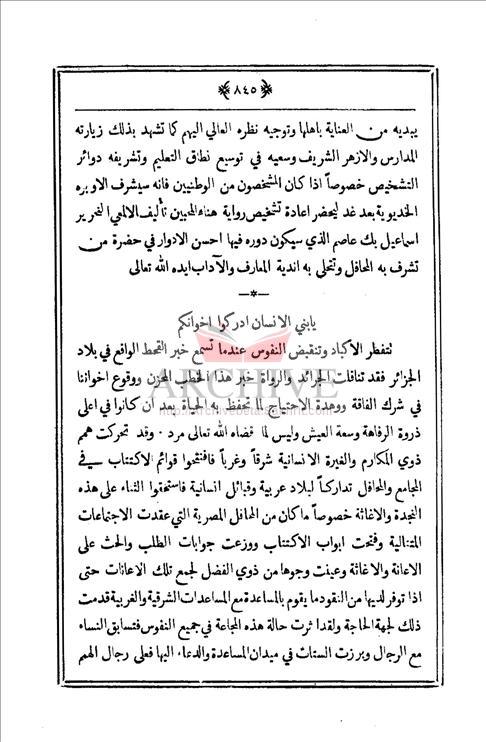 ﴿٨٤٥﴾
يبديه من العناية باهلها وتوجيه نظره العالي اليهم كما تشهد بذلك زيارته
المدارس والازهر الشريف وسعيه في توسيع نطاق التعليم وتشريفه دوائر
التشخيص خصوصاً اذا كان المشخصون من الوطنيين فانه سيشرف الاوبره
الخديوية بعد غد ليحضر اعادة تشخيص رواية هناء المحبين تأليف الالمعي النحرير
اسماعيل بك عاصم الذي سيكون دوره فيها احسن الادوار في حضرة من
تشرف به المحافل وتتحلى به اندية المعارف والآداب ايده الله تعالى
يابني الانسان ادركوا اخوانكم
تتفطر الاكباد وتنقبض النفوس عندما تسمع خبر القحط الواقع في بلاد
الجزائر فقد تناقلت الجرائد والرواة خبر هذا الخطب المحزن ووقوع اخواننا
في شرك الفاقة ووهدة الاحتياج لما تحفظ به الحياة بعد ان كانوا في اعلى
ذروة الرفاهة وسعة العيش وليس لما قضاه الله تعالى مرد ٠ وقد تحركت همم
ذوي المكارم والغيرة الانسانية شرقاً وغرباً فافتتحوا قوائم الاكتتاب في
المجامع والمحافل تداركاً لبلاد عربية وقبائل انسانية فاستحقوا الثناء على هذه
النجدة والاغاثة خصوصاً ما كان من المحافل المصرية التي عقدت الاجتماعات
المتتالية وفتحت ابواب الاكتتاب ووزعت جوابات الطلب والحث على
الاعانة والاغاثة وعينت وجوها من ذوي الفضل لجمع تلك الاعانات حتى
اذا توفر لديها من النقود ما يقوم بالمساعدة مع المساعدات الشرقية والغربية قدمت
ذلك لجهة الحاجة ولقد اثرت حالة هذه المجاعة في جميع النفوس فتسابق النساء
مع الرجال وبرزت الستات في ميدان المساعدة والدعاء اليها فعلى رجال الهمم
ARCHIVE